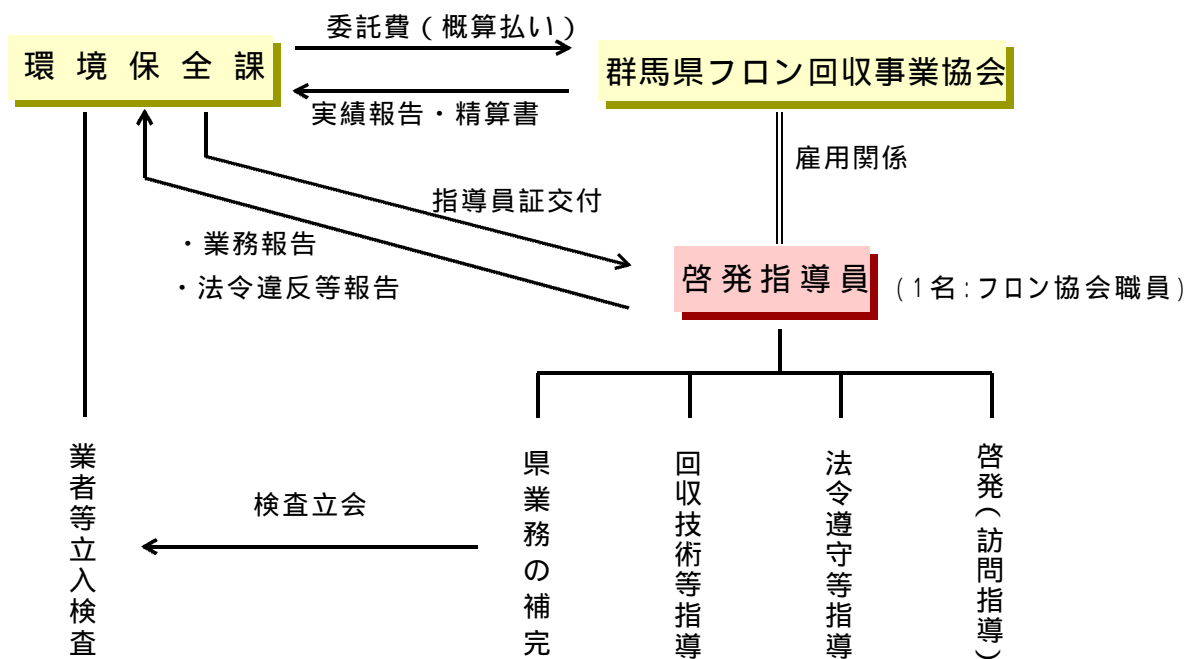 委託費(概算払い)
環境保全課
群馬県フロン回収事業協会
実績報告・精算書
雇用関係
指導員証交付
・業務報告
・法令違反等報告
啓発指導員
(1名:フロン協会職員)
業者等立入検査
検査立会
県業務の補完
回収技術等指導
法令遵守等指導
啓発(訪問指導)